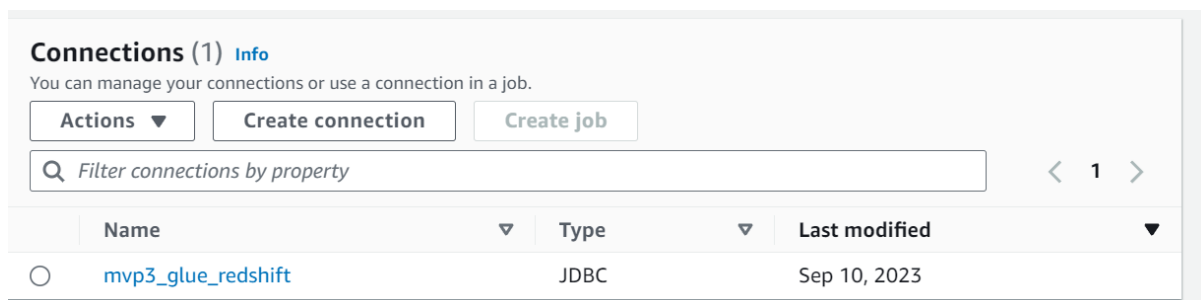 Connections (1) Info
You can manage your connections or use a connection in a job.
Actions Create connection Create job
Filter connections by property 1
Name Type Last modified
mvp3_glue_redshift JDBC Sep 10, 2023